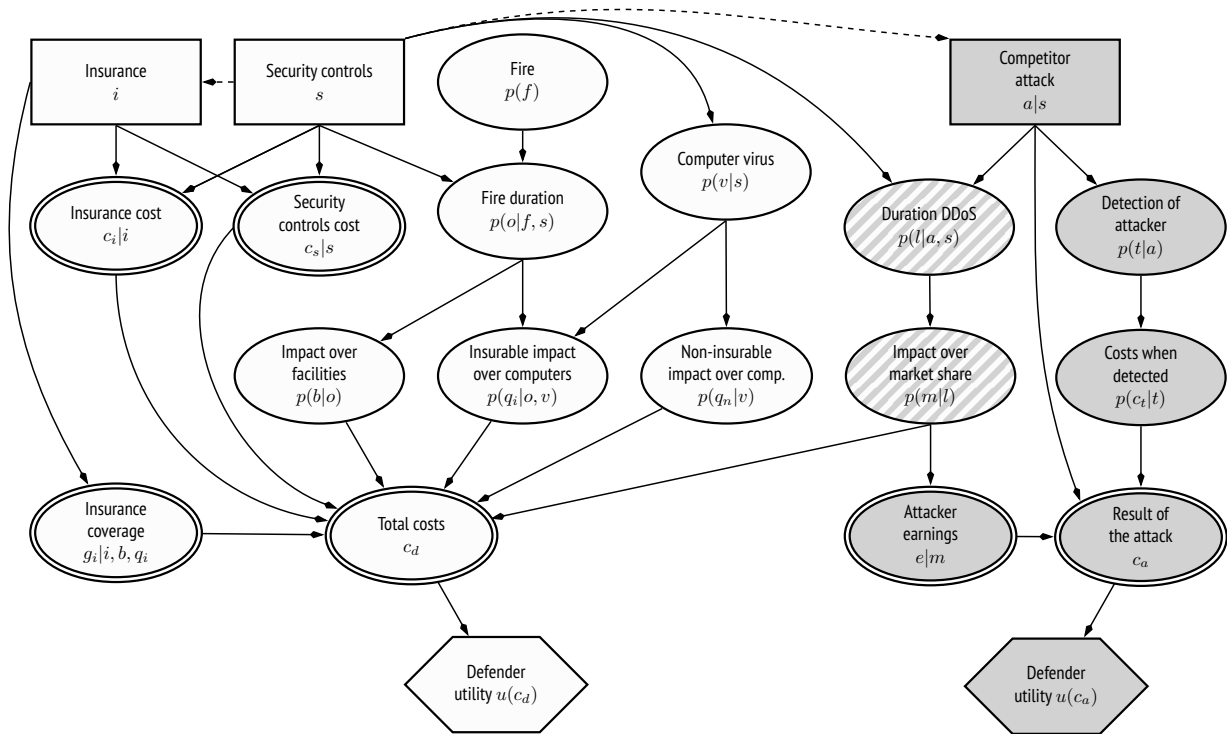 Insurance
i
Security controls
s
Fire
p(f)
Competitor
attack
a|s
Computer virus
p(v|s)
Insurance cost
c_i|i
Security
controls cost
c_s|s
Fire duration
p(o|f, s)
Duration DDoS
p(l|a, s)
Detection of
attacker
p(t|a)
Impact over
facilities
p(b|o)
Insurable impact
over computers
p(q_i|o, v)
Non-insurable
impact over comp.
p(q_n|v)
Impact over
market share
p(m|l)
Costs when
detected
p(c_t|t)
Insurance
coverage
g_i|i, b, q_i
Total costs
c_d
Attacker
earnings
e|m
Result of
the attack
c_a
Defender
utility u(c_d)
Defender
utility u(c_a)